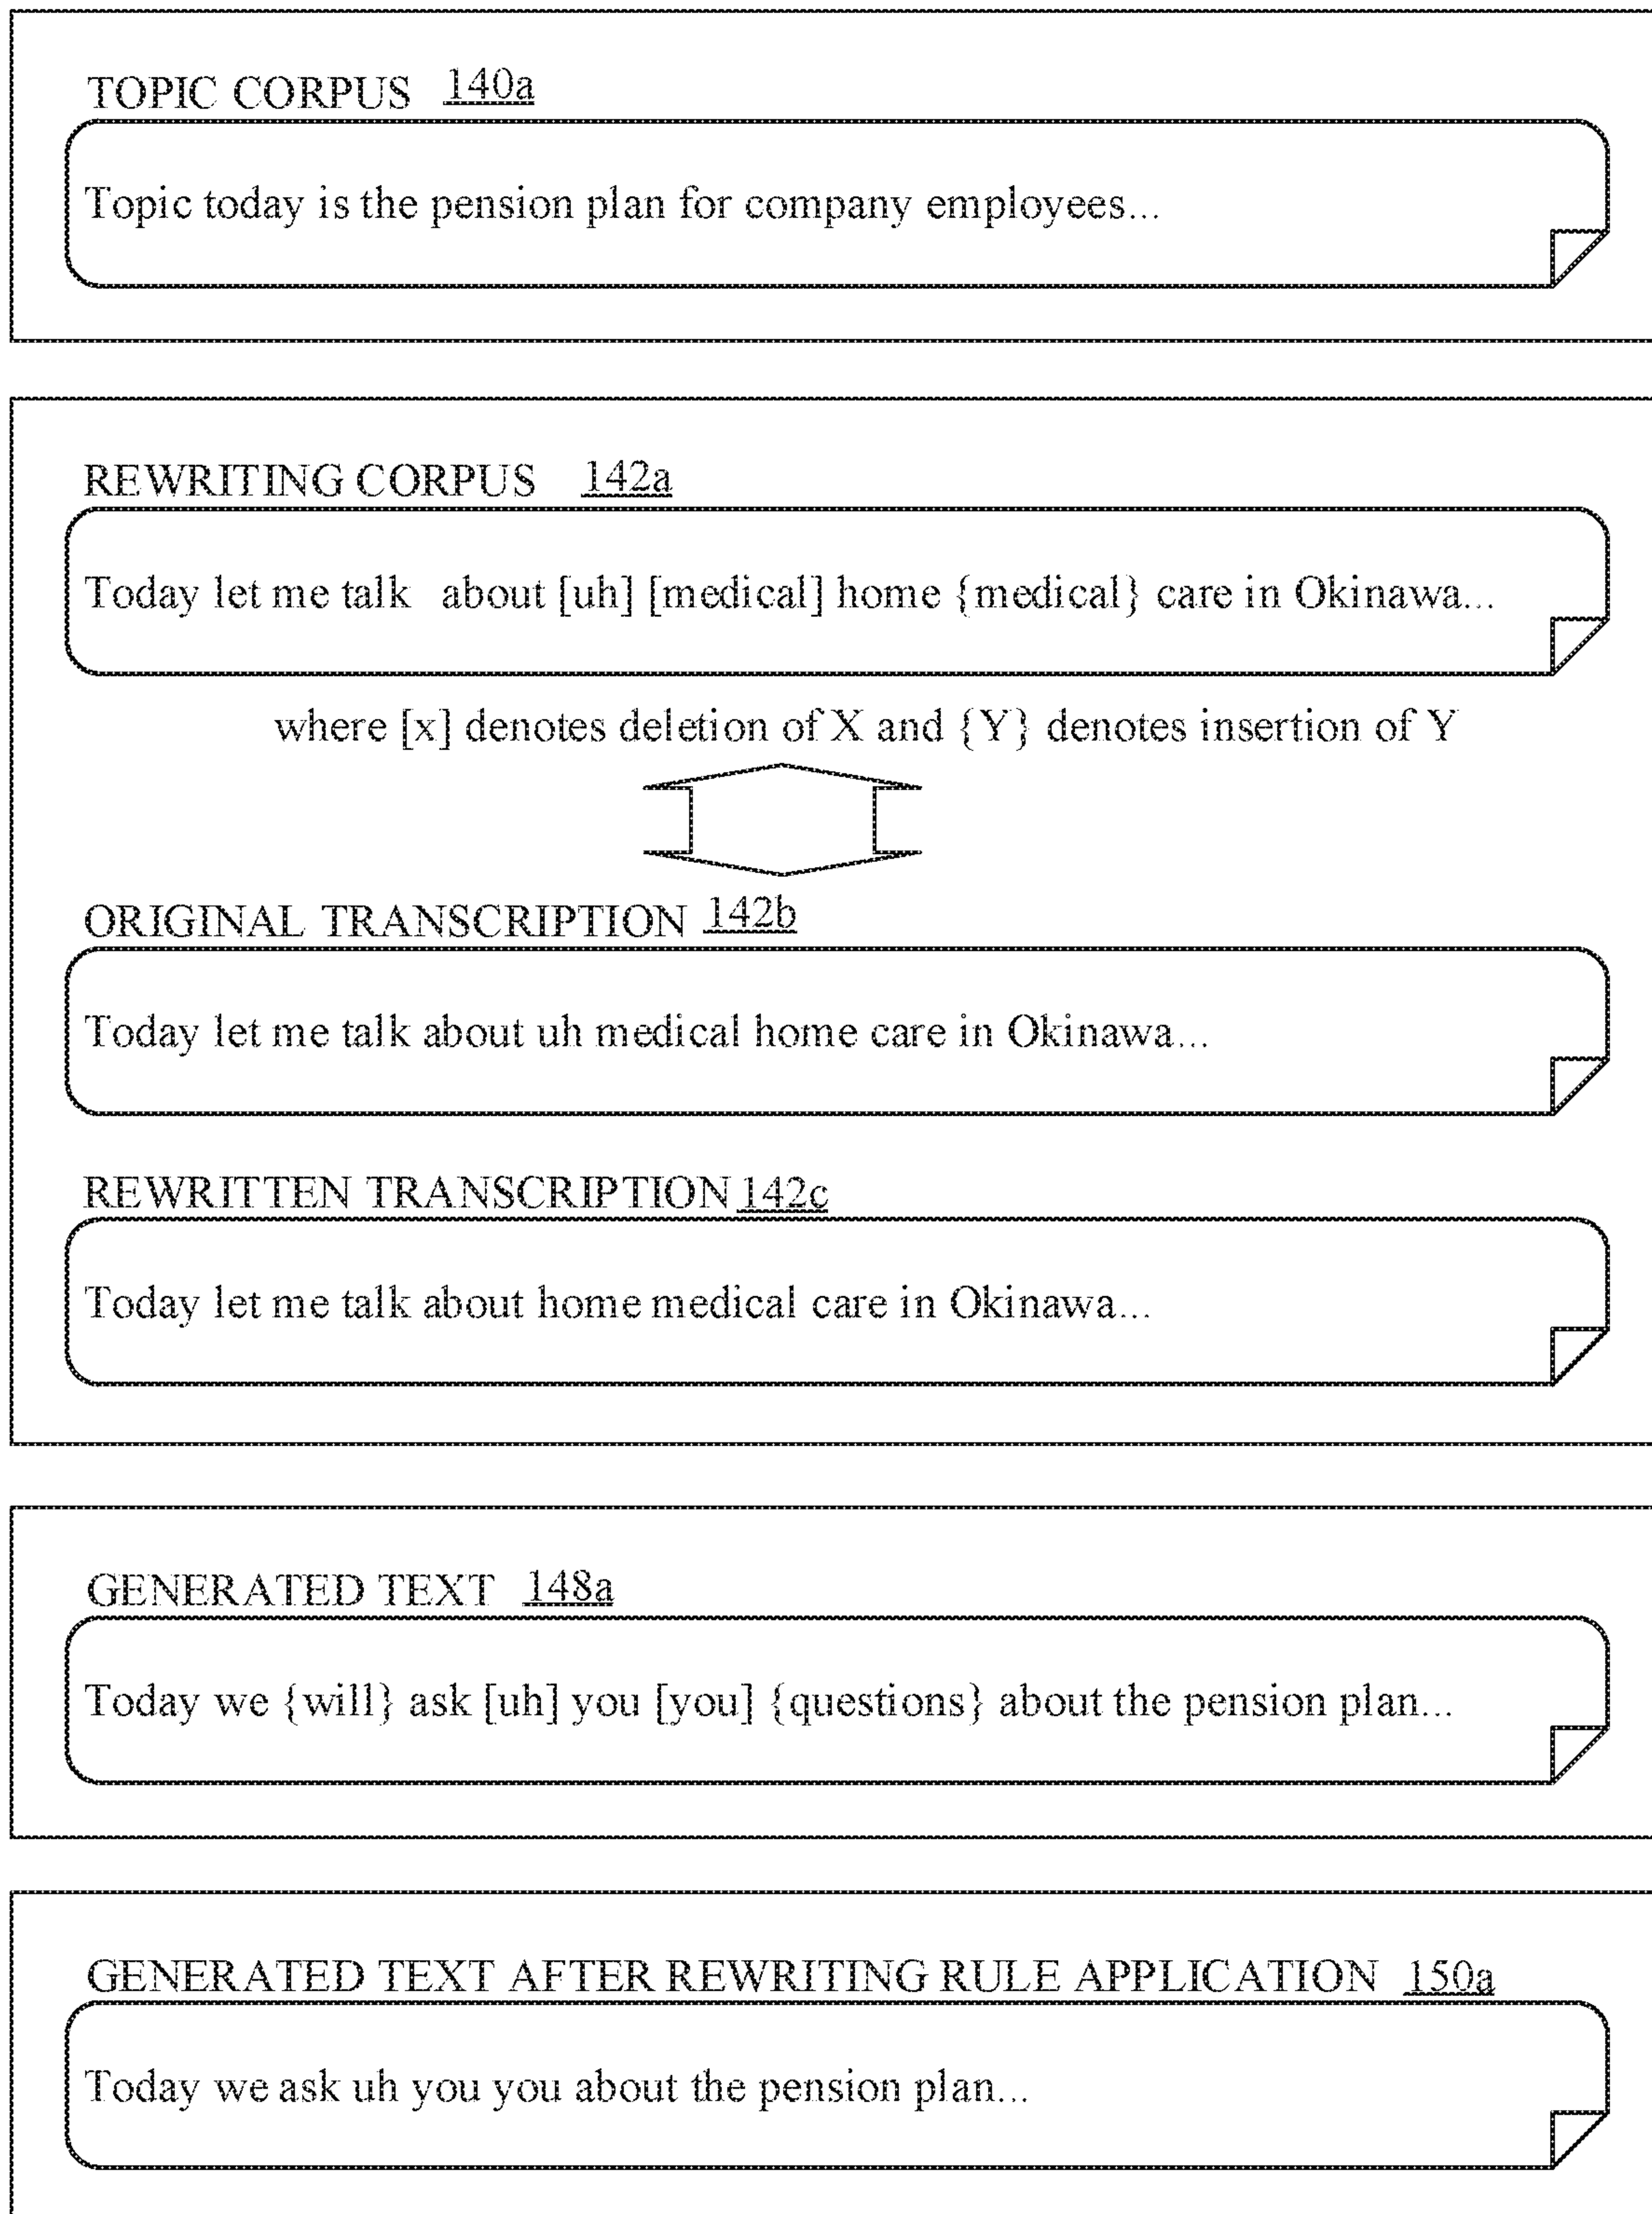 TOPIC CORPUS 140a
Topic today is the pension plan for company employees...
REWRITING CORPUS 142a
Today let me talk about [uh] [medical] home {medical} care in Okinawa...
where [x] denotes deletion of X and {Y} denotes insertion of Y
ORIGINAL TRANSCRIPTION 142b
Today let me talk about uh medical home care in Okinawa...
REWRITTEN TRANSCRIPTION 142c
Today let me talk about home medical care in Okinawa...
GENERATED TEXT 148a
Today we {will} ask [uh] you [you] {questions} about the pension plan...
GENERATED TEXT AFTER REWRITING RULE APPLICATION 150a
Today we ask uh you you about the pension plan...